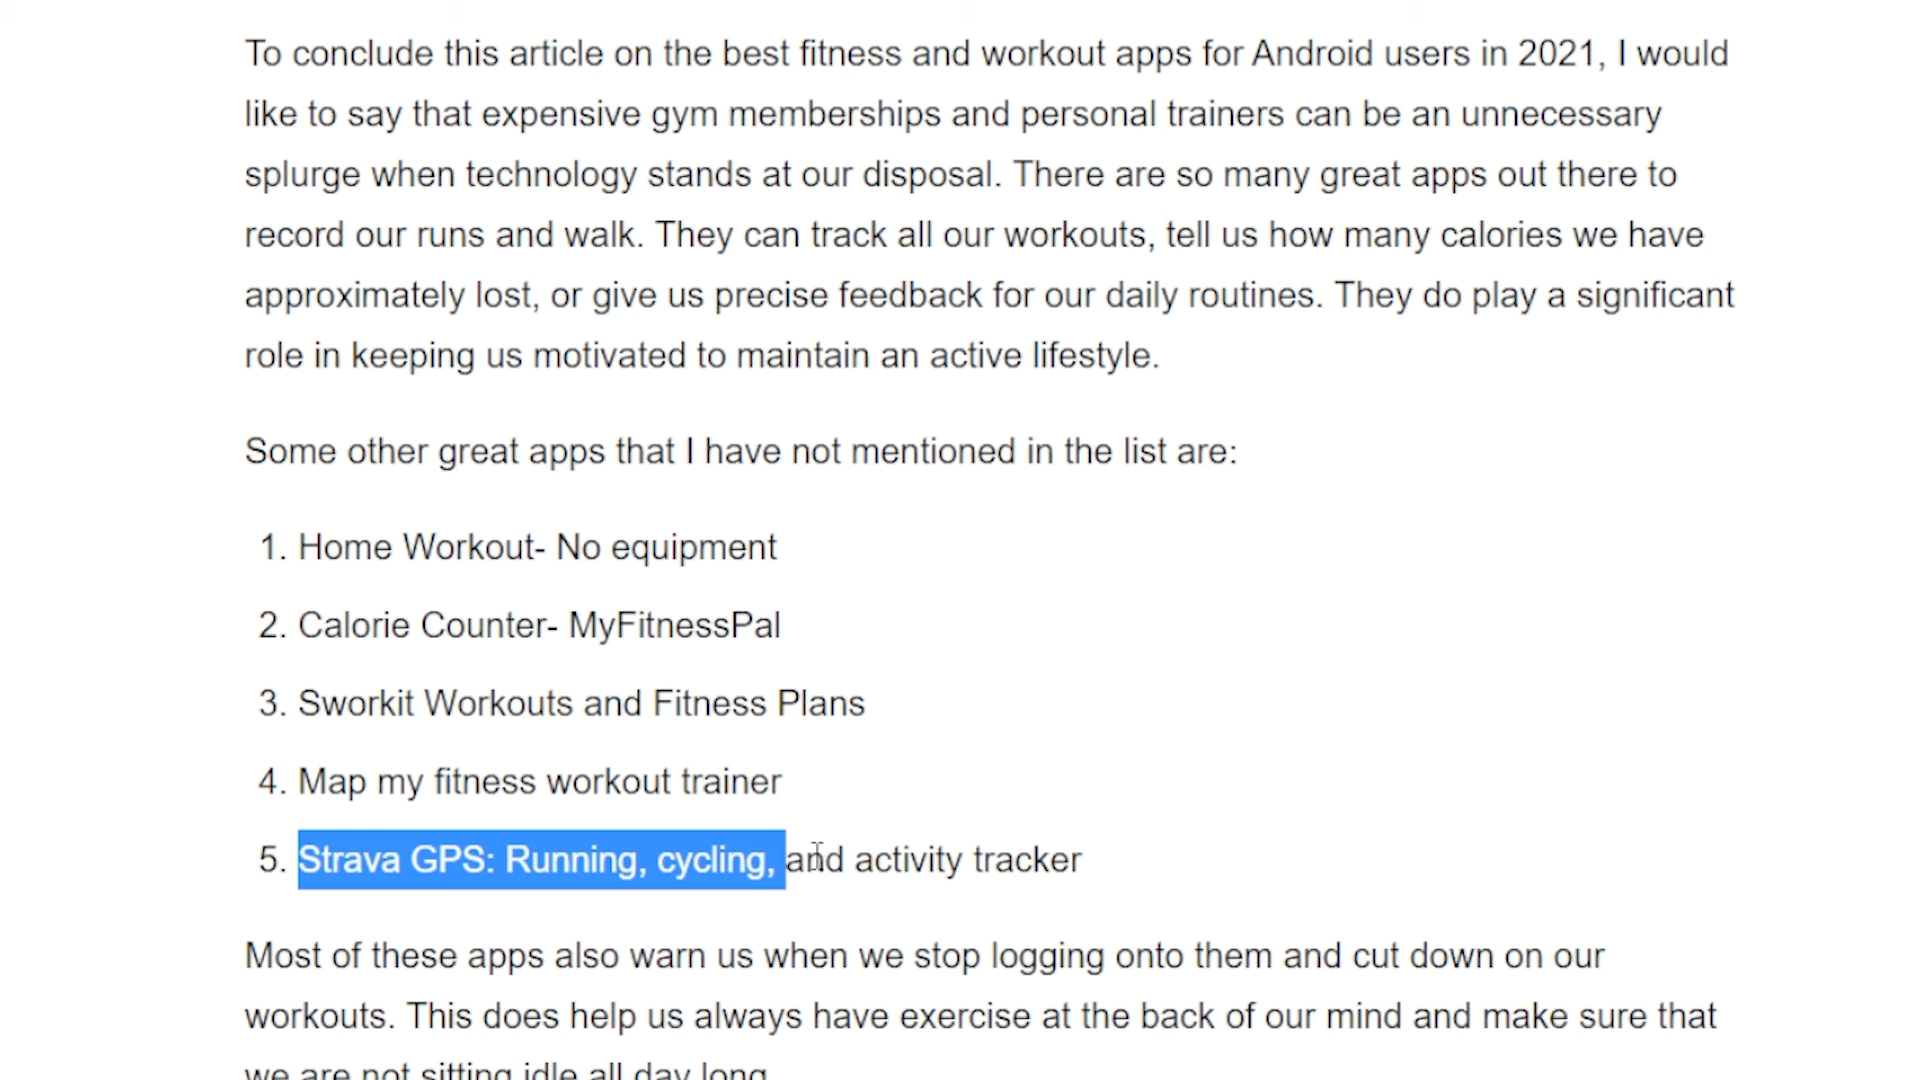 To conclude this article on the best fitness and workout apps for Android users in 2021, I would
like to say that expensive gym memberships and personal trainers can be an unnecessary
splurge when technology stands at our disposal. There are so many great apps out there to
record our runs and walk. They can track all our workouts, tell us how many calories we have
approximately lost, or give us precise feedback for our daily routines. They do play a significant
role in keeping us motivated to maintain an active lifestyle.
Some other great apps that I have not mentioned in the list are:
1. Home Workout- No equipment
2. Calorie Counter- MyFitnessPal
3. Sworkit Workouts and Fitness Plans
4. Map my fitness workout trainer
5. Strava GPS: Running, cycling, and activity tracker
Most of these apps also warn us when we stop logging onto them and cut down on our
workouts. This does help us always have exercise at the back of our mind and make sure that
we are not sitting idle all day long.